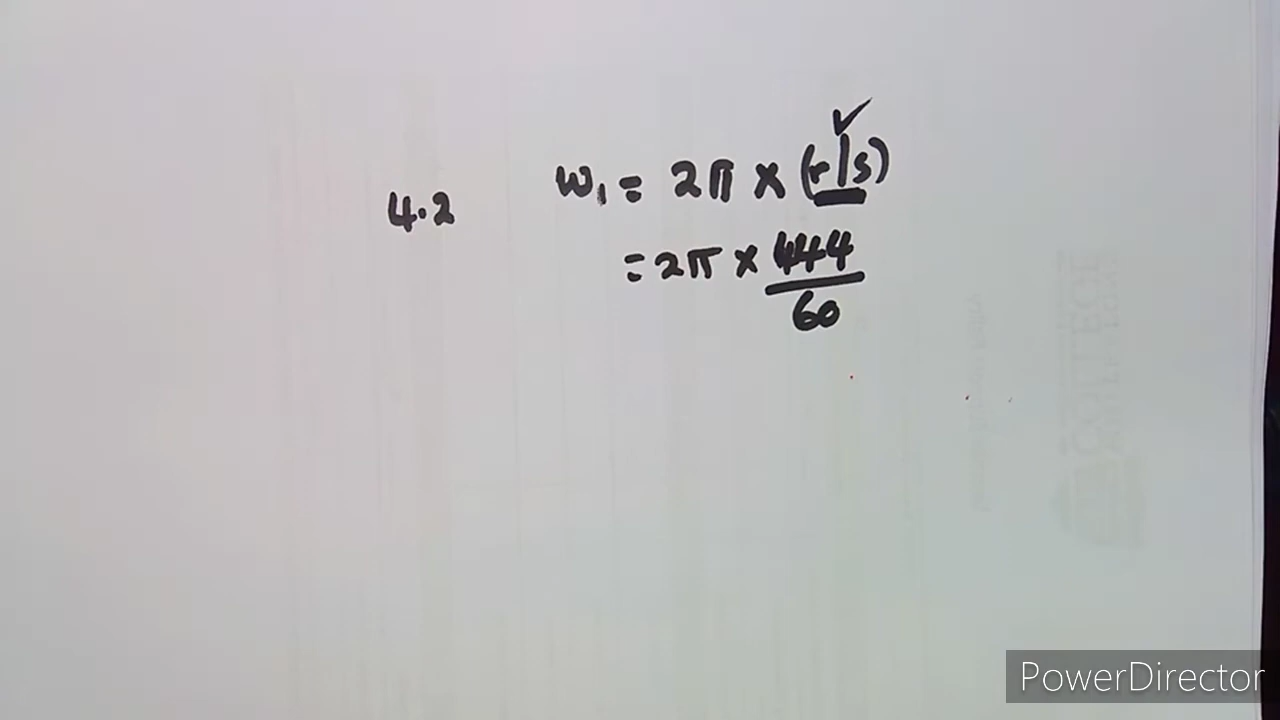 4.2 w₁ = 2π × (r/s)
= 2π × 444/60
PowerDirector